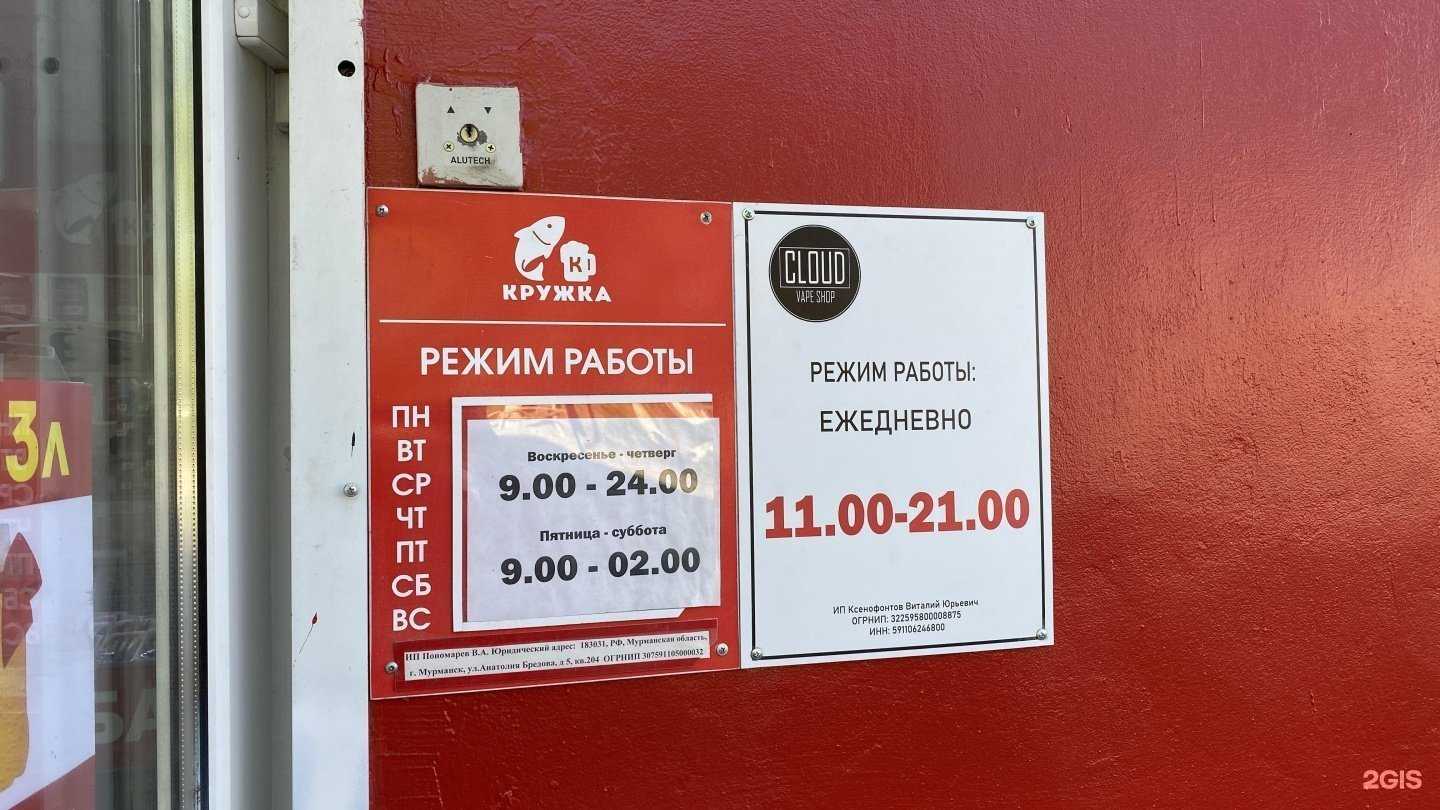 ALUTECH
К
КРУЖКА
РЕЖИМ РАБОТЫ
ПН
ВТ
СР
ЧТ
ПТ
СБ
ВС
Воскресенье - четверг
9.00 - 24.00
Пятница - суббота
9.00 - 02.00
ИП Пономарев В.А. Юридический адрес: 183031, РФ, Мурманская область,
г. Мурманск, ул.Анатолия Бредова, д 5, кв.204 ОГРНИП 307591105000032
CLOUD
VAPE SHOP
РЕЖИМ РАБОТЫ:
ЕЖЕДНЕВНО
11.00-21.00
ИП Ксенофонтов Виталий Юрьевич
ОГРНИП: 322595800008875
ИНН: 591106246800
3л
2GIS